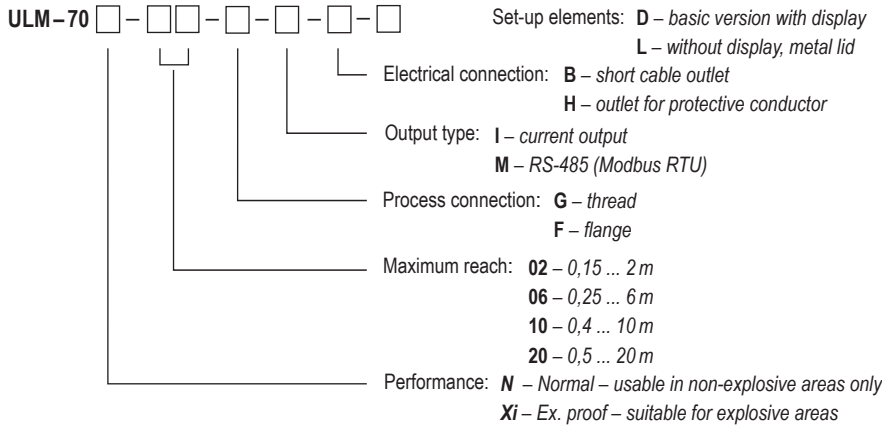 ULM–70 – – – – – Set-up elements: D – basic version with display
L – without display, metal lid
Electrical connection: B – short cable outlet
H – outlet for protective conductor
Output type: I – current output
M – RS-485 (Modbus RTU)
Process connection: G – thread
F – flange
Maximum reach: 02 – 0,15 ... 2 m
06 – 0,25 ... 6 m
10 – 0,4 ... 10 m
20 – 0,5 ... 20 m
Performance: N – Normal – usable in non-explosive areas only
Xi – Ex. proof – suitable for explosive areas